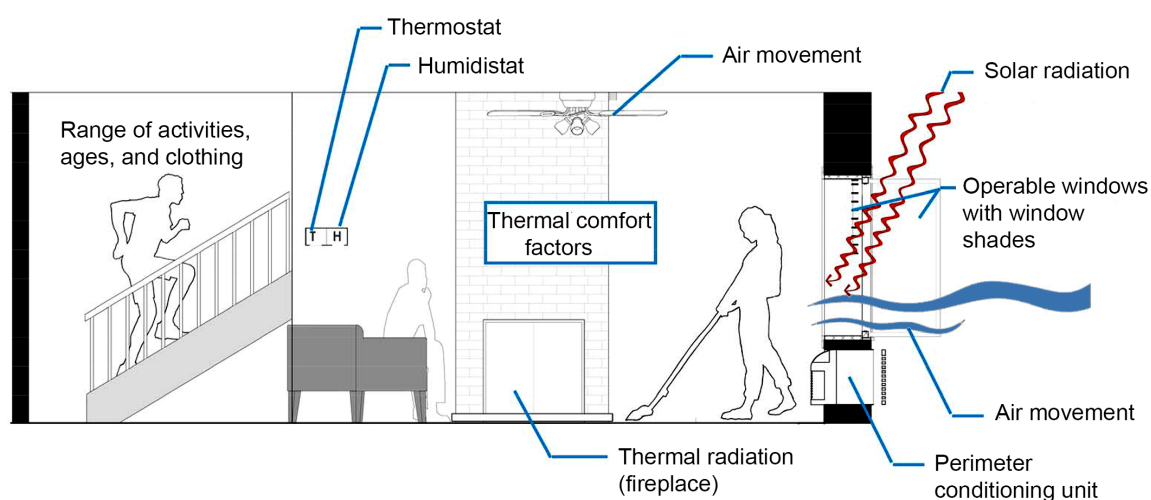 Thermostat
Humidistat
Air movement
Solar radiation
Range of activities,
ages, and clothing
Operable windows
with window
shades
Thermal comfort
factors
T H
Air movement
Thermal radiation
(fireplace)
Perimeter
conditioning unit